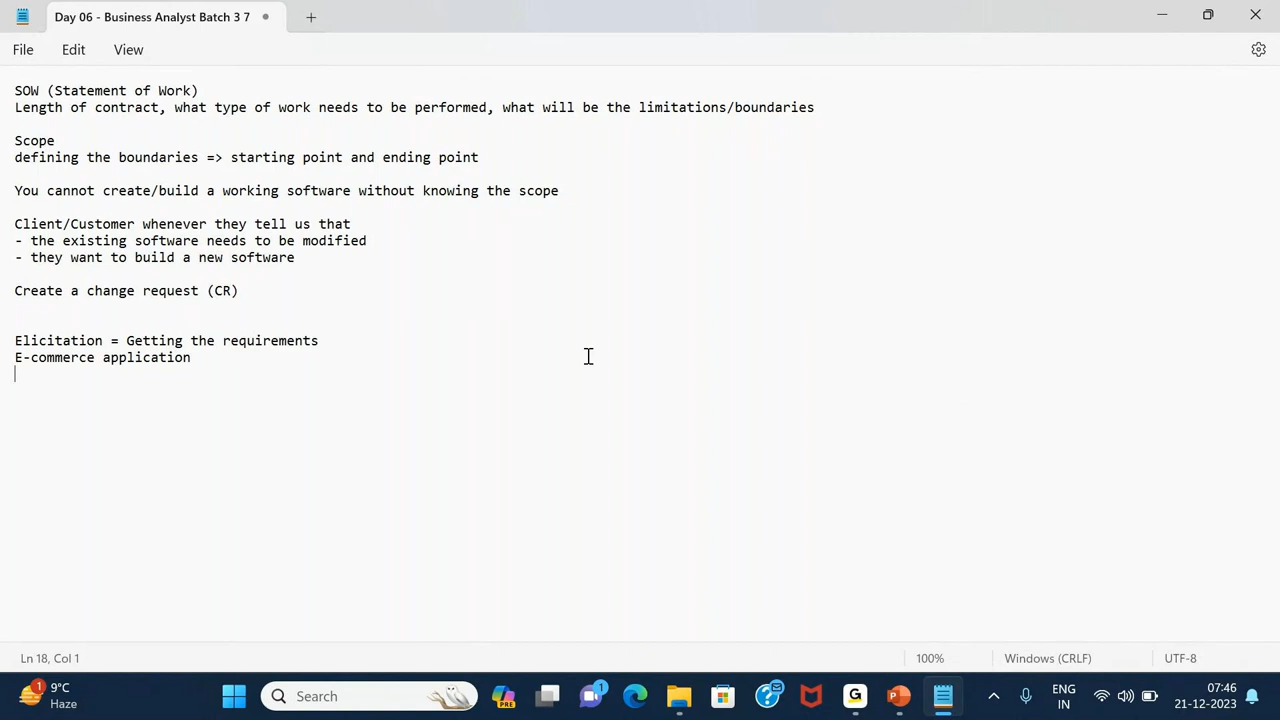 Day 06 - Business Analyst Batch 3 7
File Edit View
SOW (Statement of Work)
Length of contract, what type of work needs to be performed, what will be the limitations/boundaries
Scope
defining the boundaries => starting point and ending point
You cannot create/build a working software without knowing the scope
Client/Customer whenever they tell us that
- the existing software needs to be modified
- they want to build a new software
Create a change request (CR)
Elicitation = Getting the requirements
E-commerce application
Ln 18, Col 1 100% Windows (CRLF) UTF-8
1 9°C Haze
Search
PRE
1
G
P
ENG IN
07:46
21-12-2023